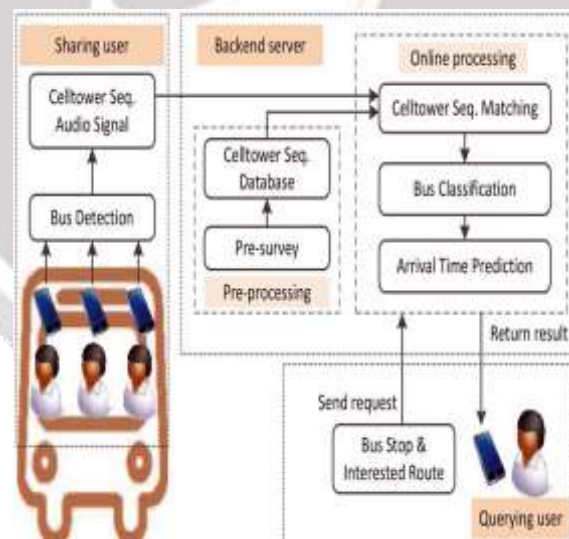 Sharing user
Celltower Seq.
Audio Signal
Bus Detection
Backend server
Online processing
Celltower Seq. Matching
Bus Classification
Arrival Time Prediction
Celltower Seq.
Database
Pre-survey
Pre-processing
Return result
Send request
Bus Stop &
Interested Route
Querying user